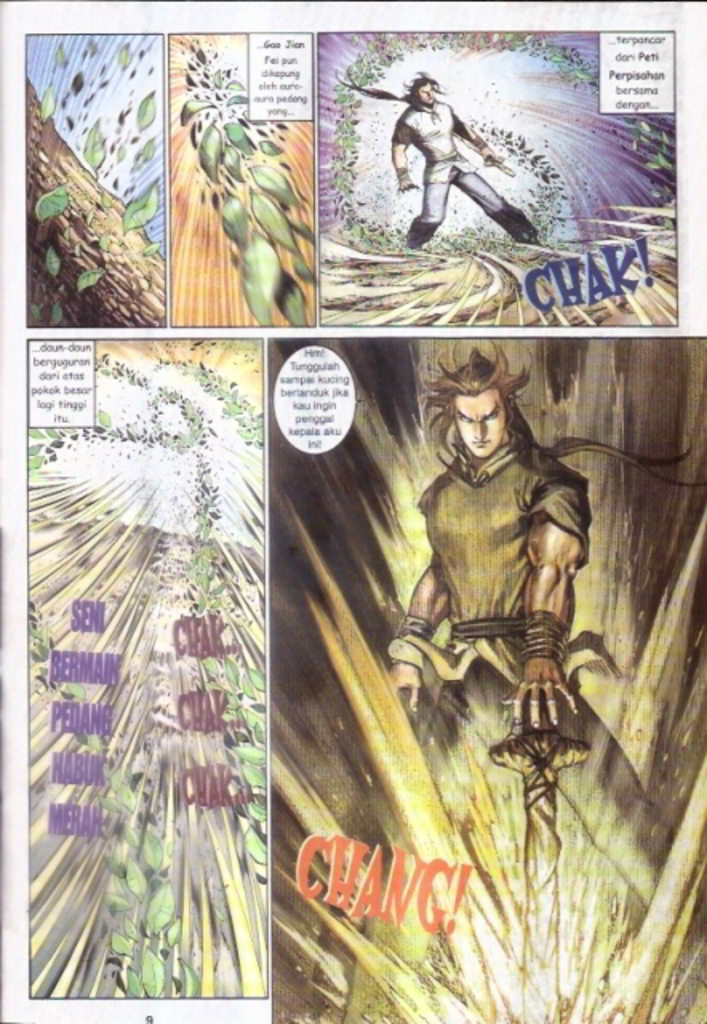 ...Gao Jian
Fei pun
dikepung
oleh aura-
aura pedang
yang...
...terpancar
dari Peti
Perpisahan
bersama
dengan...
CHAK!
...daun-daun
berguguran
dari atas
pokok besar
lagi tinggi
itu.
SENI
BERMAIN
PEDANG
KABUK
MERAH
CHAK...
CHAK...
CHAK...
Hm!
Tunggulah
sampai kucing
bertanduk jika
kau ingin
penggal
kepala aku
ini!
CHANG!
9